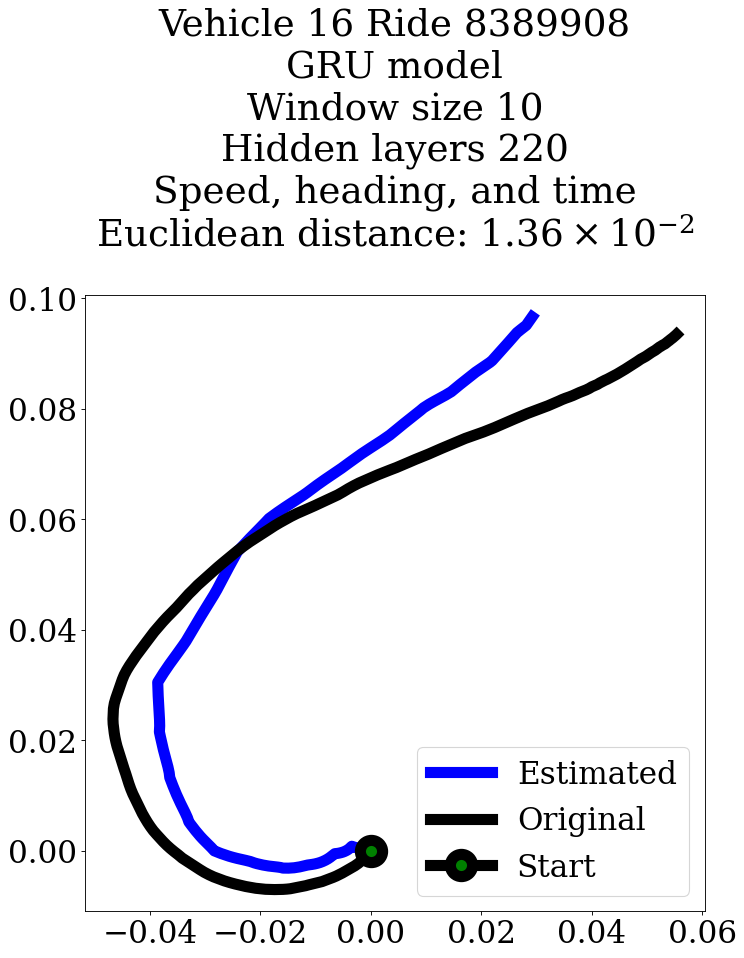 Vehicle 16 Ride 8389908
GRU model
Window size 10
Hidden layers 220
Speed, heading, and time
Euclidean distance: 1.36 × 10⁻²
0.10
0.08
0.06
0.04
0.02
0.00
Estimated
Original
Start
−0.04 −0.02 0.00 0.02 0.04 0.06